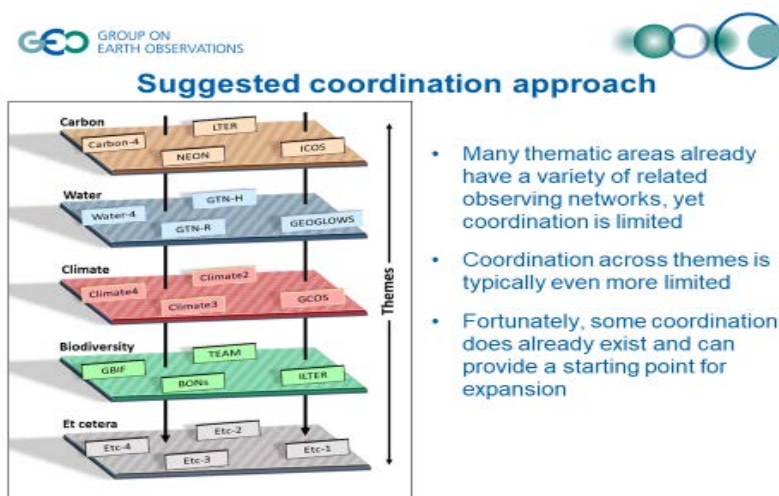 GEO GROUP ON
EARTH OBSERVATIONS
Suggested coordination approach
Carbon
LTER
Carbon-4
NEON
ICOS
Water
GTN-H
Water-4
GTN-R
GEOGLOWS
Climate
Climate2
Climate4
Climate3
GCOS
Biodiversity
TEAM
GBIF
BONs
ILTER
Et cetera
Etc-2
Etc-4
Etc-3
Etc-1
Themes
• Many thematic areas already
have a variety of related
observing networks, yet
coordination is limited
• Coordination across themes is
typically even more limited
• Fortunately, some coordination
does already exist and can
provide a starting point for
expansion